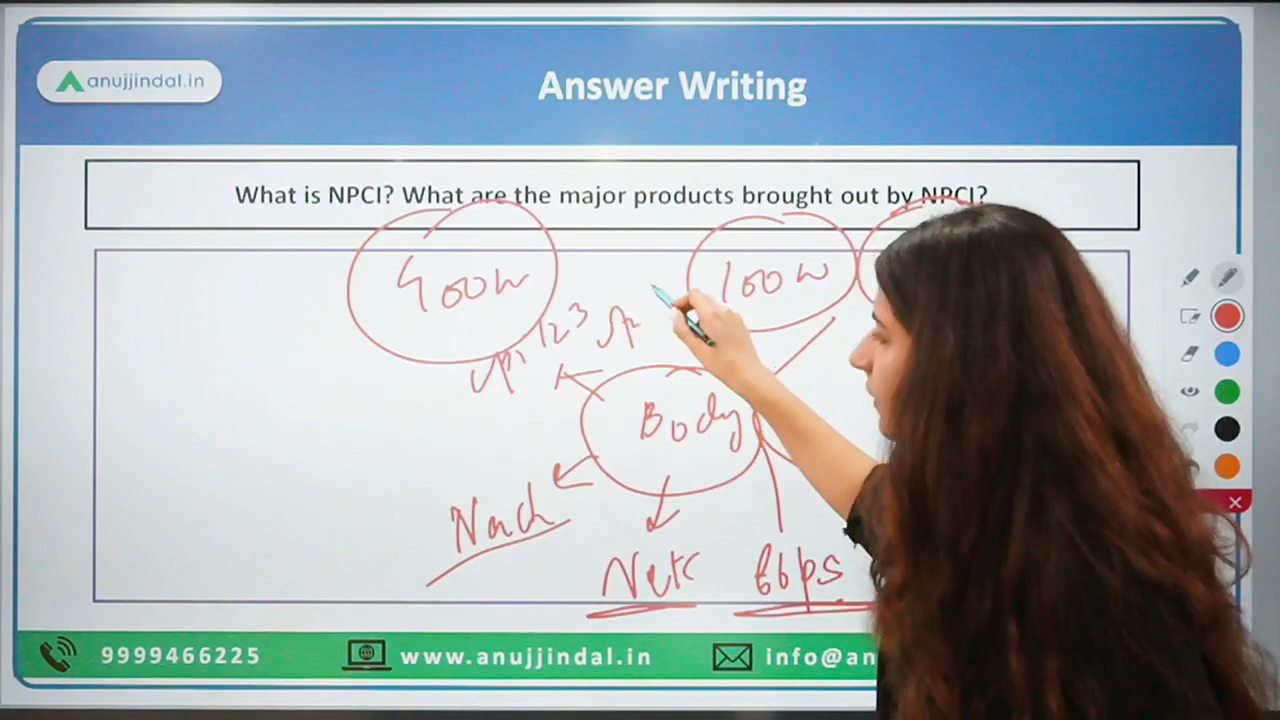 anujjindal.in
Answer Writing
What is NPCI? What are the major products brought out by NPCI?
400w
100w
upi 123
Body
Nach
Netc
Bbps
9999466225
www.anujjindal.in
info@an